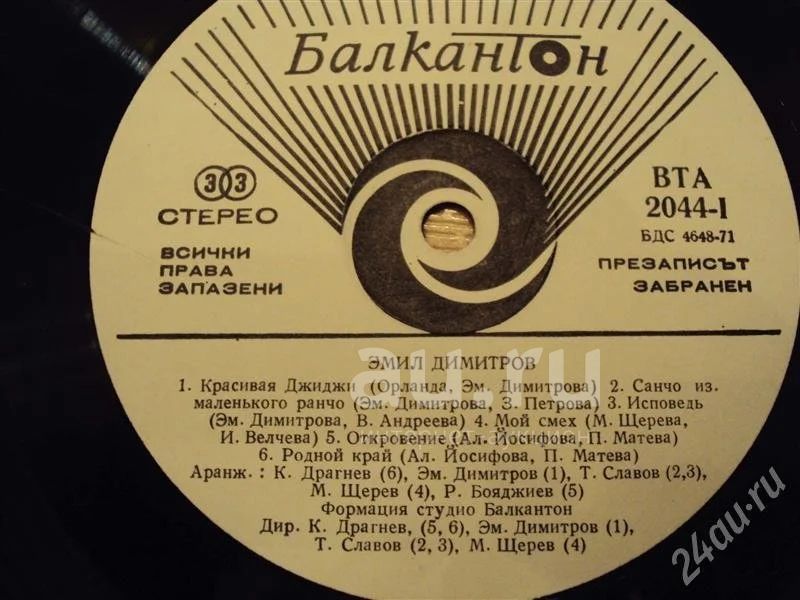 Балкантон
33
СТЕРЕО
ВСИЧКИ
ПРАВА
ЗАПАЗЕНИ
ВТА
2044-I
БДС 4648-71
ПРЕЗАПИСЪТ
ЗАБРАНЕН
ЭМИЛ ДИМИТРОВ
1. Красивая Джиджи (Орландa, Эм. Димитрова) 2. Санчо из
маленького ранчо (Эм. Димитрова, З. Петрова) 3. Исповедь
(Эм. Димитрова, В. Андреева) 4. Мой смех (М. Щерева,
И. Велчева) 5. Откровение (Ал. Йосифова, П. Матева)
6. Родной край (Ал. Йосифова, П. Матева)
Аранж. : К. Драгнев (6), Эм. Димитров (1), Т. Славов (2,3),
М. Щерев (4), Р. Бояджиев (5)
Формация студио Балкантон
Дир. К. Драгнев, (5, 6), Эм. Димитров (1),
Т. Славов (2, 3), М. Щерев (4)
au.ru
24au.ru